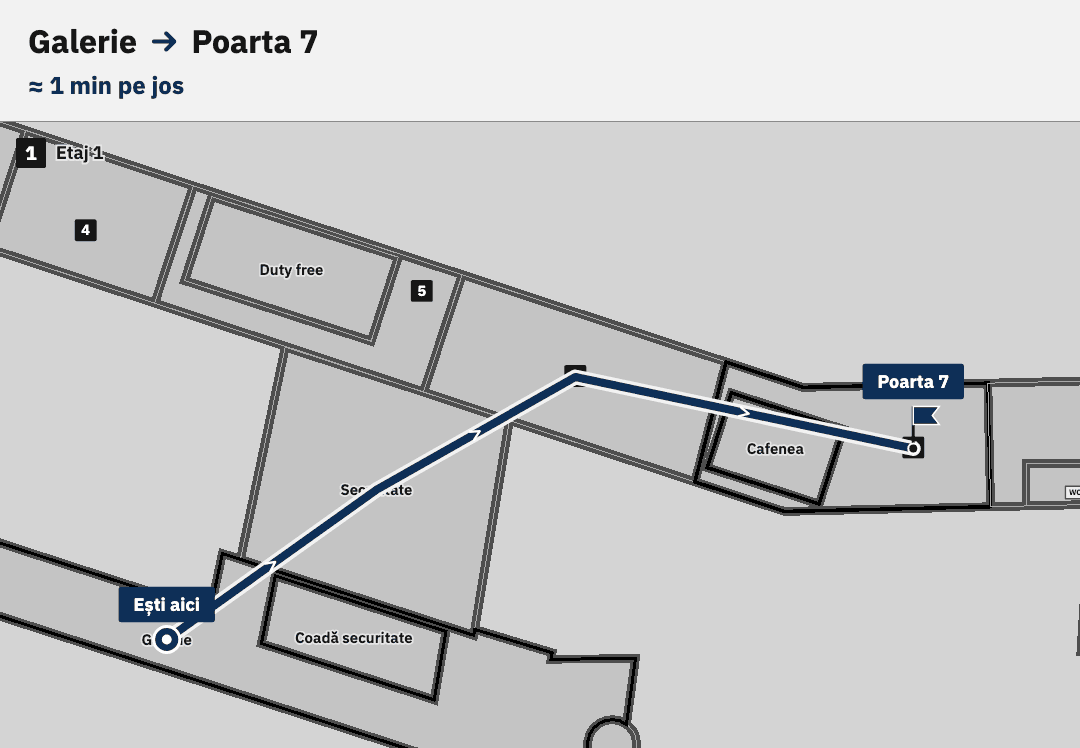 Galerie → Poarta 7
≈ 1 min pe jos
1 Etaj 1
4
Duty free
5
Poarta 7
Cafenea
Ești aici
Coadă securitate